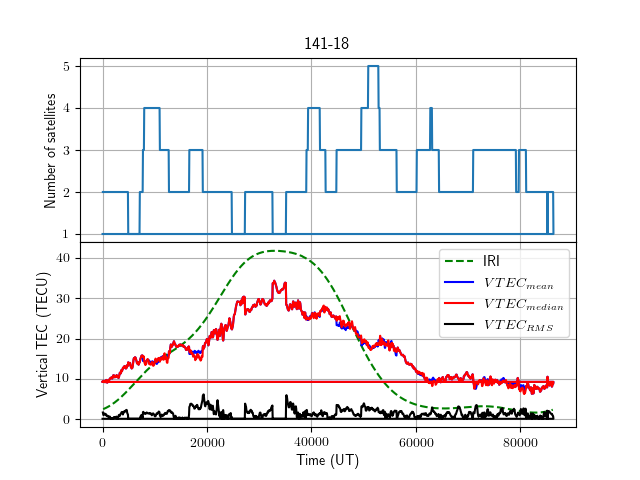 141-18
Number of satellites
5
4
3
2
1
Vertical TEC (TECU)
40
30
20
10
0
IRI
VTEC_mean
VTEC_median
VTEC_RMS
0 20000 40000 60000 80000
Time (UT)